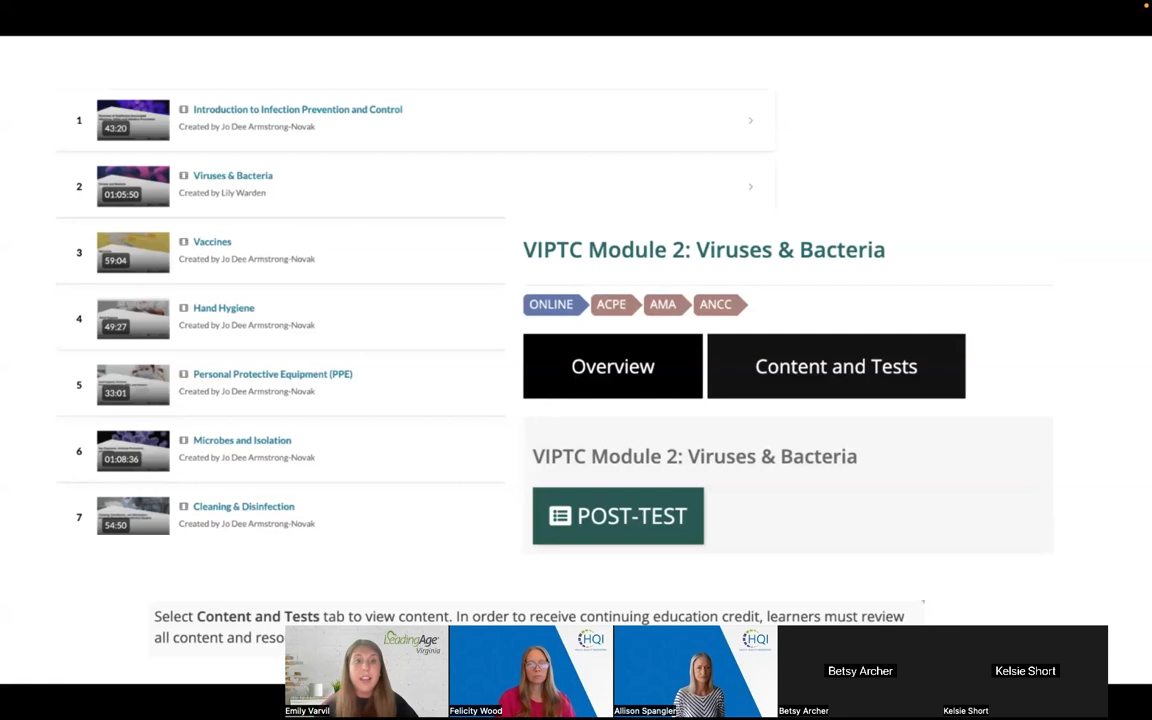 1
43:20
Introduction to Infection Prevention and Control
Created by Jo Dee Armstrong-Novak
2
01:05:50
Viruses & Bacteria
Created by Lily Warden
3
59:04
Vaccines
Created by Jo Dee Armstrong-Novak
4
49:27
Hand Hygiene
Created by Jo Dee Armstrong-Novak
5
33:01
Personal Protective Equipment (PPE)
Created by Jo Dee Armstrong-Novak
6
01:08:36
Microbes and Isolation
Created by Jo Dee Armstrong-Novak
7
54:50
Cleaning & Disinfection
Created by Jo Dee Armstrong-Novak
VIPTC Module 2: Viruses & Bacteria
ONLINE ACPE AMA ANCC
Overview Content and Tests
VIPTC Module 2: Viruses & Bacteria
POST-TEST
Select Content and Tests tab to view content. In order to receive continuing education credit, learners must review
all content and
LeadingAge
Virginia
Emily Varvil
HQI
Felicity Wood
HQI
Allison Spangler
Betsy Archer
Betsy Archer
Kelsie Short
Kelsie Short